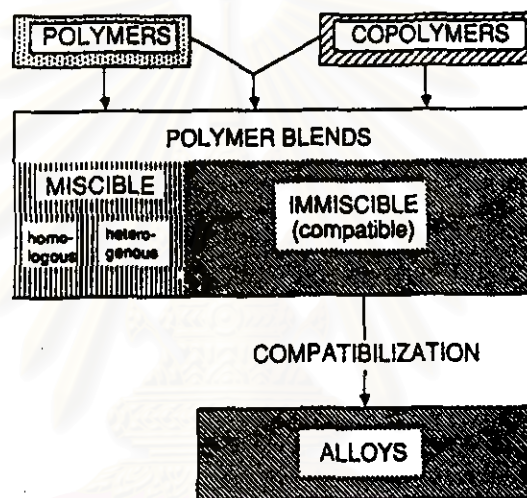 POLYMERS
COPOLYMERS
POLYMER BLENDS
MISCIBLE
homo-
logous
hetero-
genous
IMMISCIBLE
(compatible)
COMPATIBILIZATION
ALLOYS